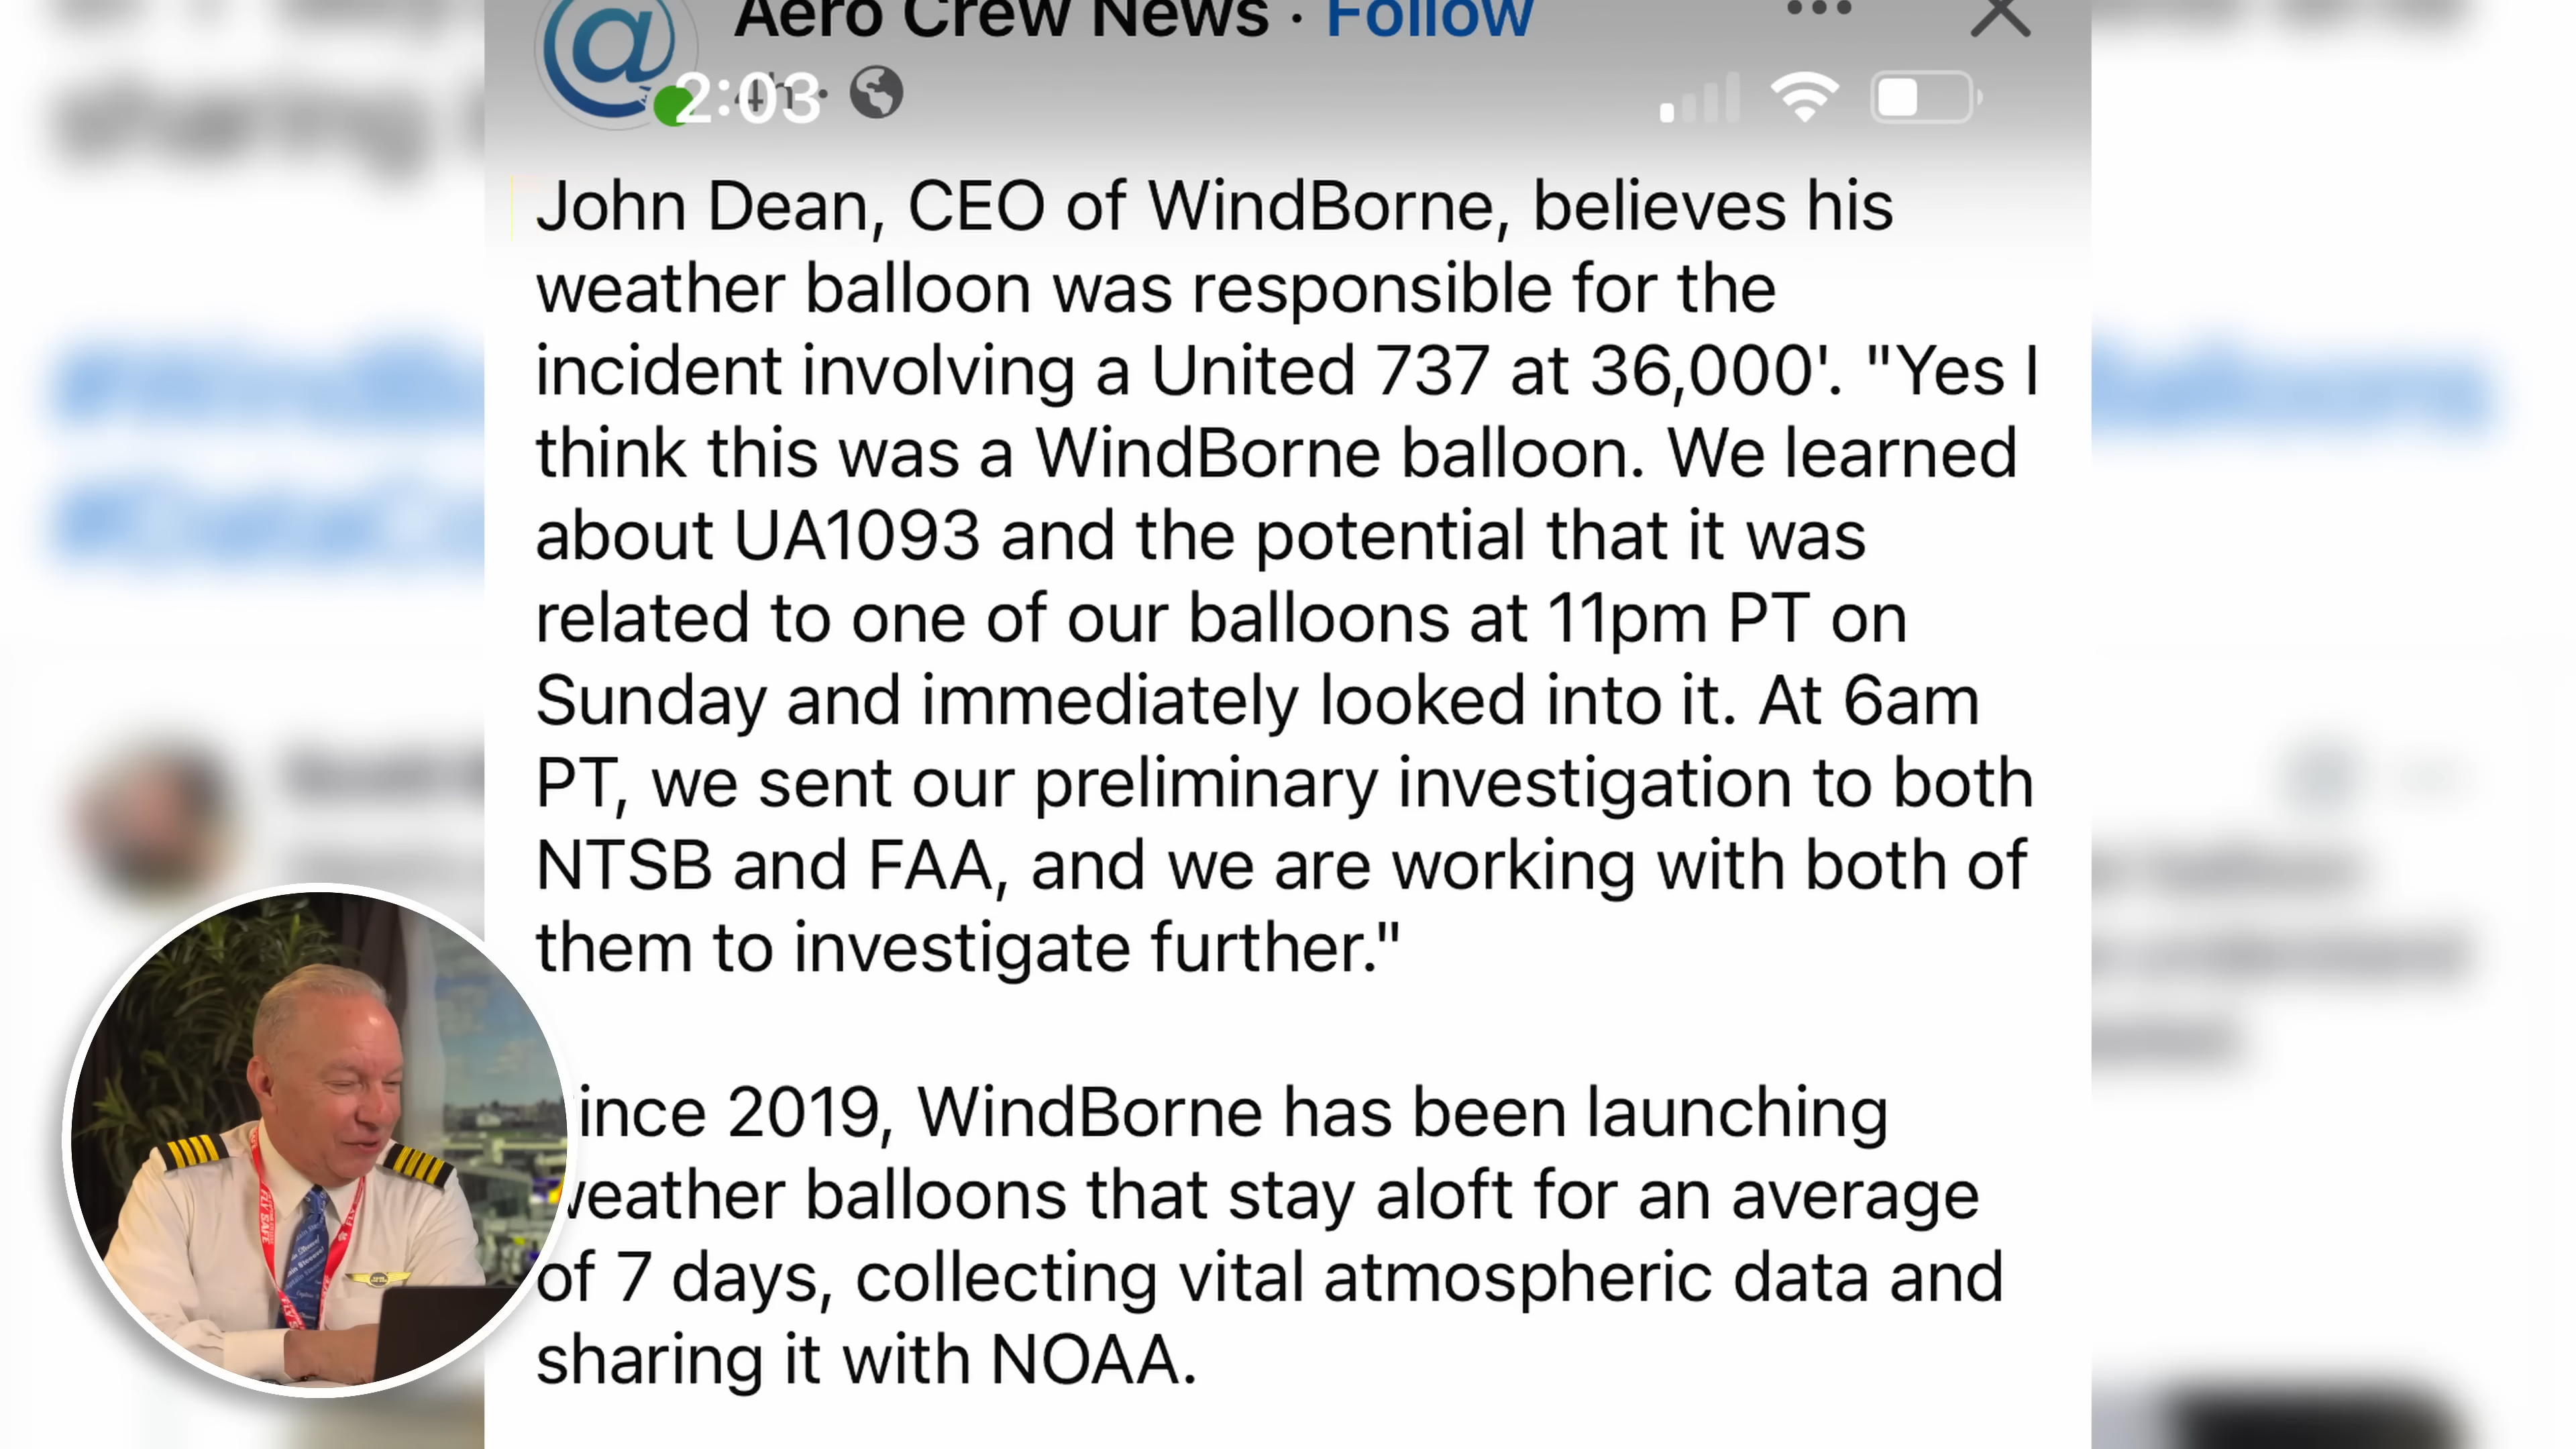 Aero Crew News · Follow
4h ·
2:03
John Dean, CEO of WindBorne, believes his
weather balloon was responsible for the
incident involving a United 737 at 36,000'. "Yes I
think this was a WindBorne balloon. We learned
about UA1093 and the potential that it was
related to one of our balloons at 11pm PT on
Sunday and immediately looked into it. At 6am
PT, we sent our preliminary investigation to both
NTSB and FAA, and we are working with both of
them to investigate further."
ince 2019, WindBorne has been launching
weather balloons that stay aloft for an average
of 7 days, collecting vital atmospheric data and
sharing it with NOAA.
FLY SAFE